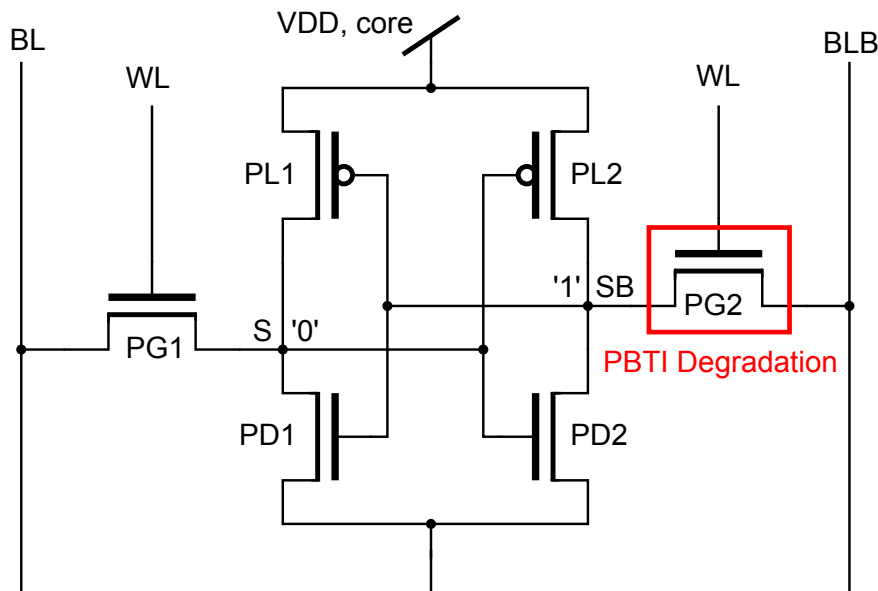 VDD, core
BL
BLB
WL
WL
PL1
PL2
'1'
SB
PG2
S
'0'
PG1
PBTI Degradation
PD1
PD2